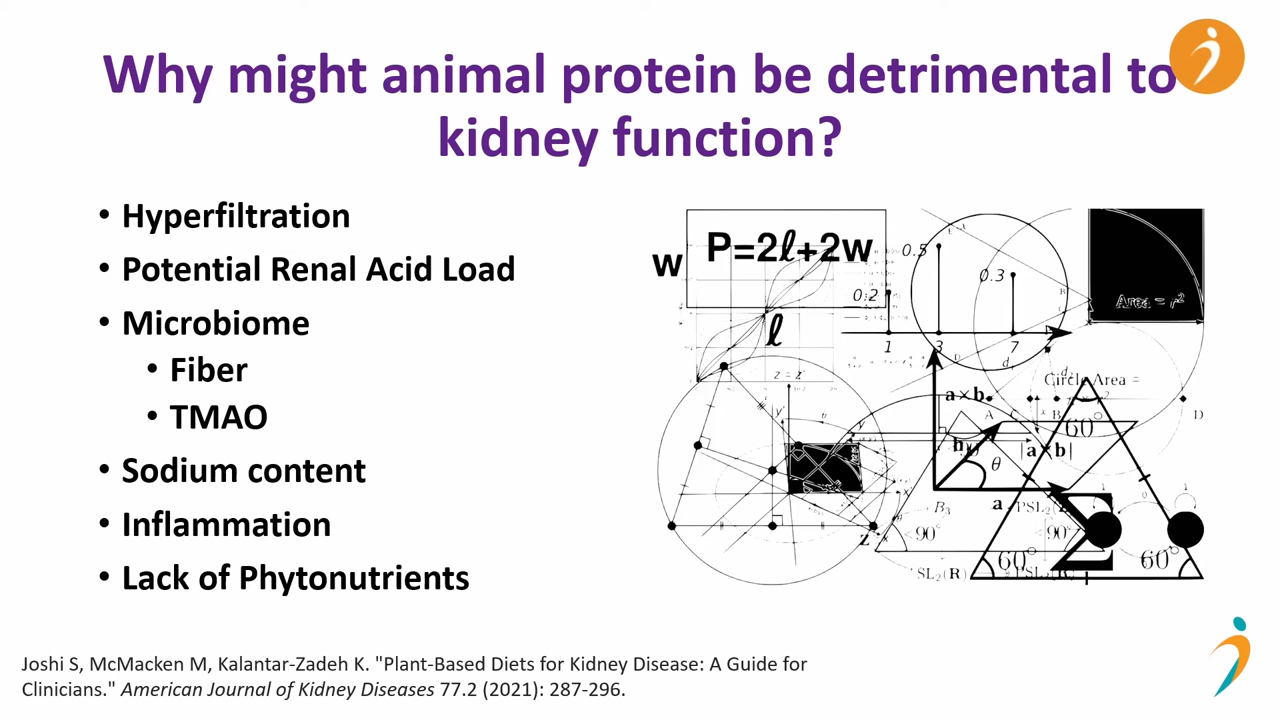 Why might animal protein be detrimental to
kidney function?
• Hyperfiltration
• Potential Renal Acid Load
• Microbiome
• Fiber
• TMAO
• Sodium content
• Inflammation
• Lack of Phytonutrients
P=2ℓ+2w
w
ℓ
0.5
0.3
0.2
1
3
7
d
Area = r²
z = z'
Circle Area =
a×b
A
C
B
D
60°
b
|a×b|
θ
a
B₃
<90°
<90°
Σ
60°
60°
SL₂(R)
Joshi S, McMacken M, Kalantar-Zadeh K. "Plant-Based Diets for Kidney Disease: A Guide for
Clinicians." American Journal of Kidney Diseases 77.2 (2021): 287-296.